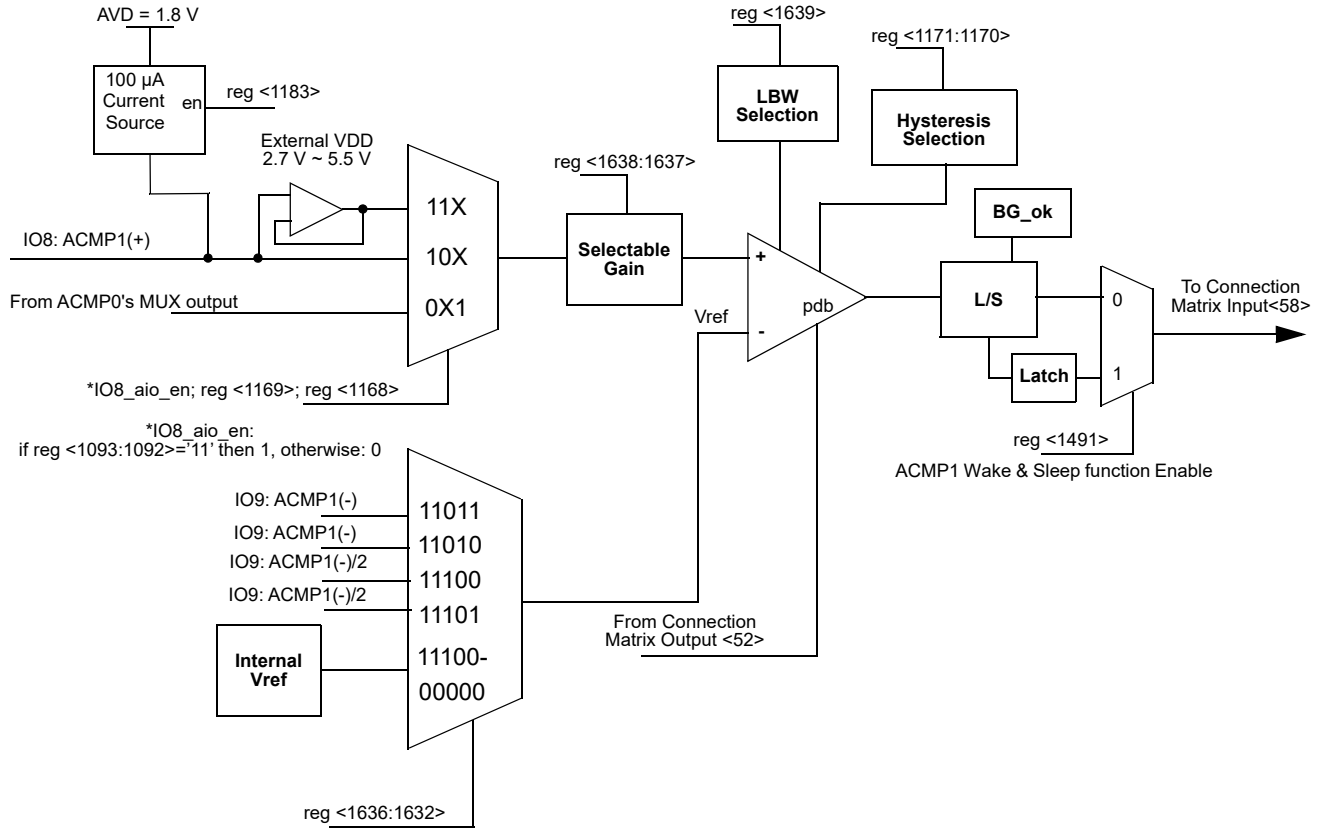 AVD = 1.8 V
100 µA
Current
Source
en
reg <1183>
External VDD
2.7 V ~ 5.5 V
IO8: ACMP1(+)
From ACMP0's MUX output
11X
10X
0X1
*IO8_aio_en; reg <1169>; reg <1168>
*IO8_aio_en:
if reg <1093:1092>='11' then 1, otherwise: 0
reg <1638:1637>
Selectable
Gain
reg <1639>
LBW
Selection
reg <1171:1170>
Hysteresis
Selection
+
-
pdb
Vref
BG_ok
L/S
Latch
0
1
To Connection
Matrix Input<58>
reg <1491>
ACMP1 Wake & Sleep function Enable
IO9: ACMP1(-)
IO9: ACMP1(-)
IO9: ACMP1(-)/2
IO9: ACMP1(-)/2
11011
11010
11100
11101
11100-
00000
Internal
Vref
From Connection
Matrix Output <52>
reg <1636:1632>